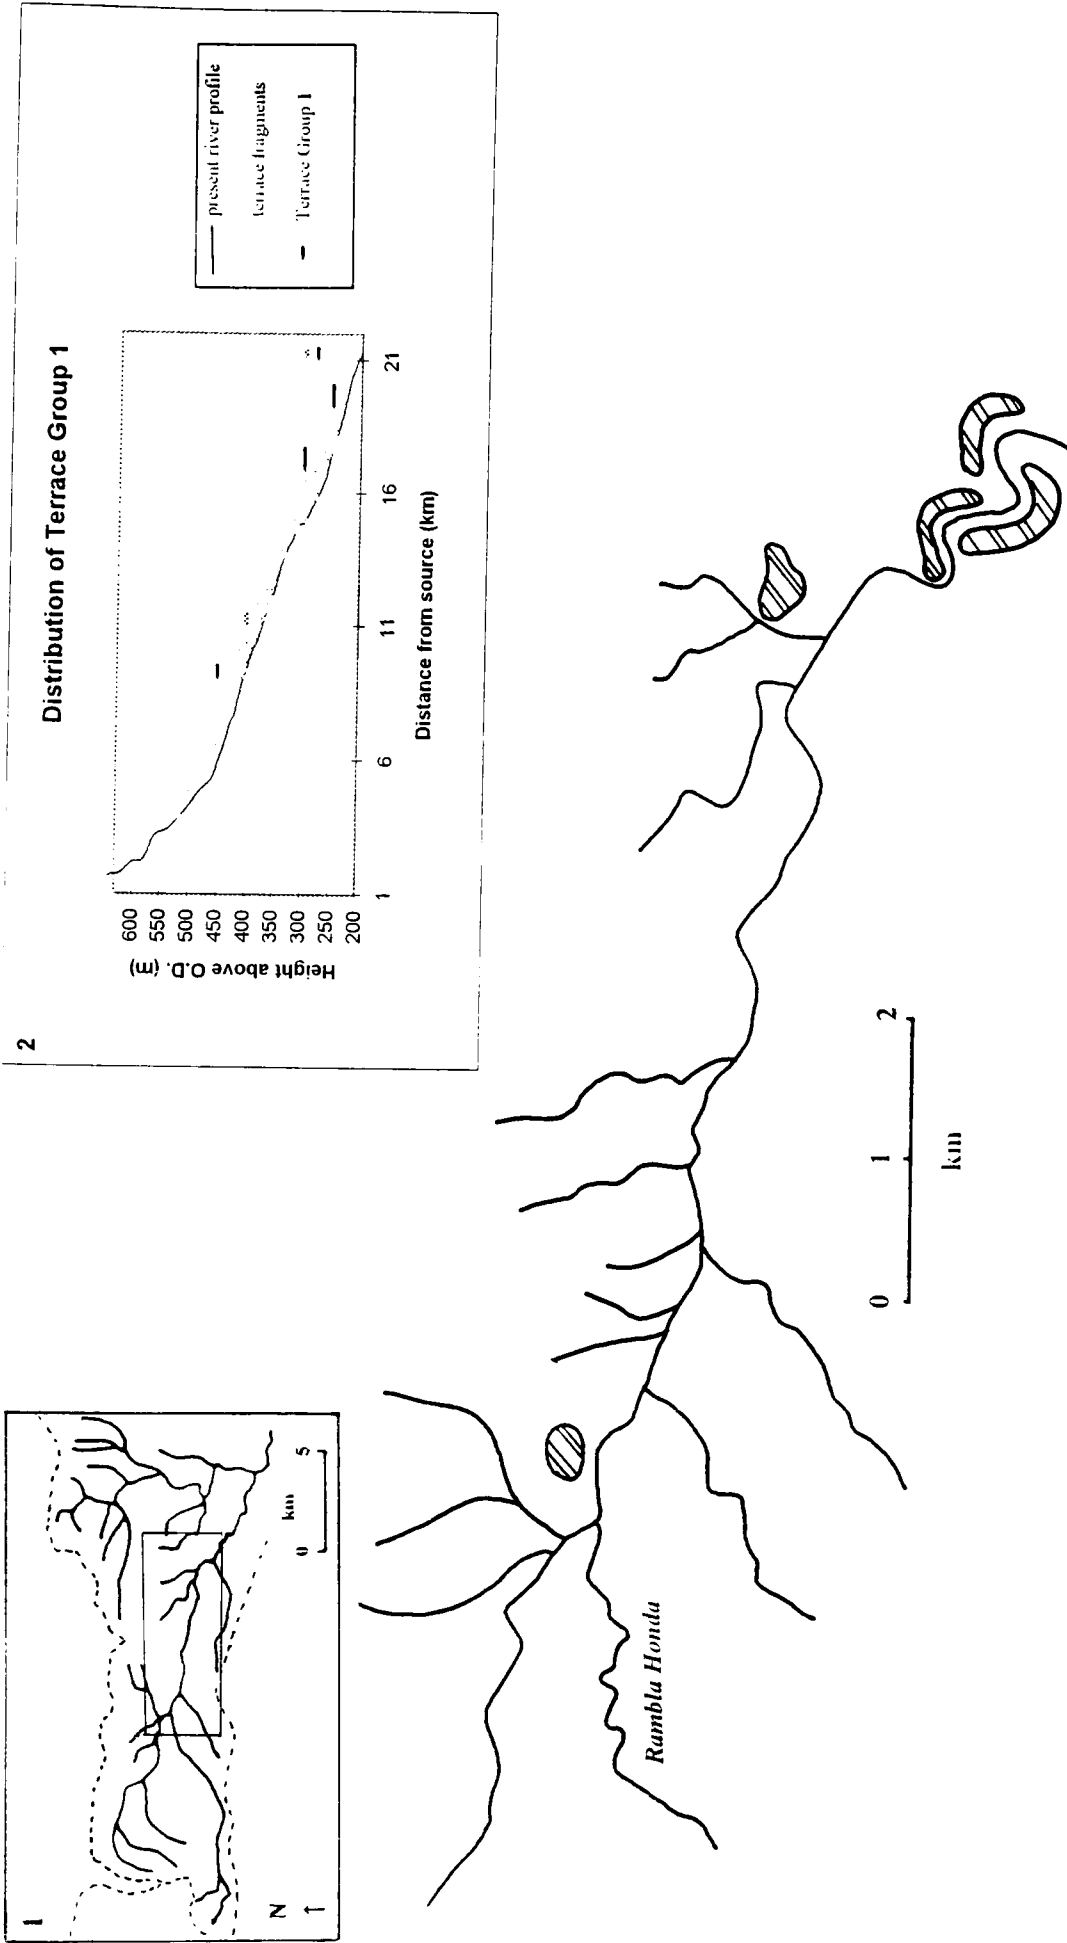 1
N
↑
0
5
km
2
Distribution of Terrace Group 1
Height above O.D. (m)
600
550
500
450
400
350
300
250
200
1
6
11
16
21
Distance from source (km)
present river profile
terrace fragments
Terrace Group 1
Rambla Honda
0
1
2
km